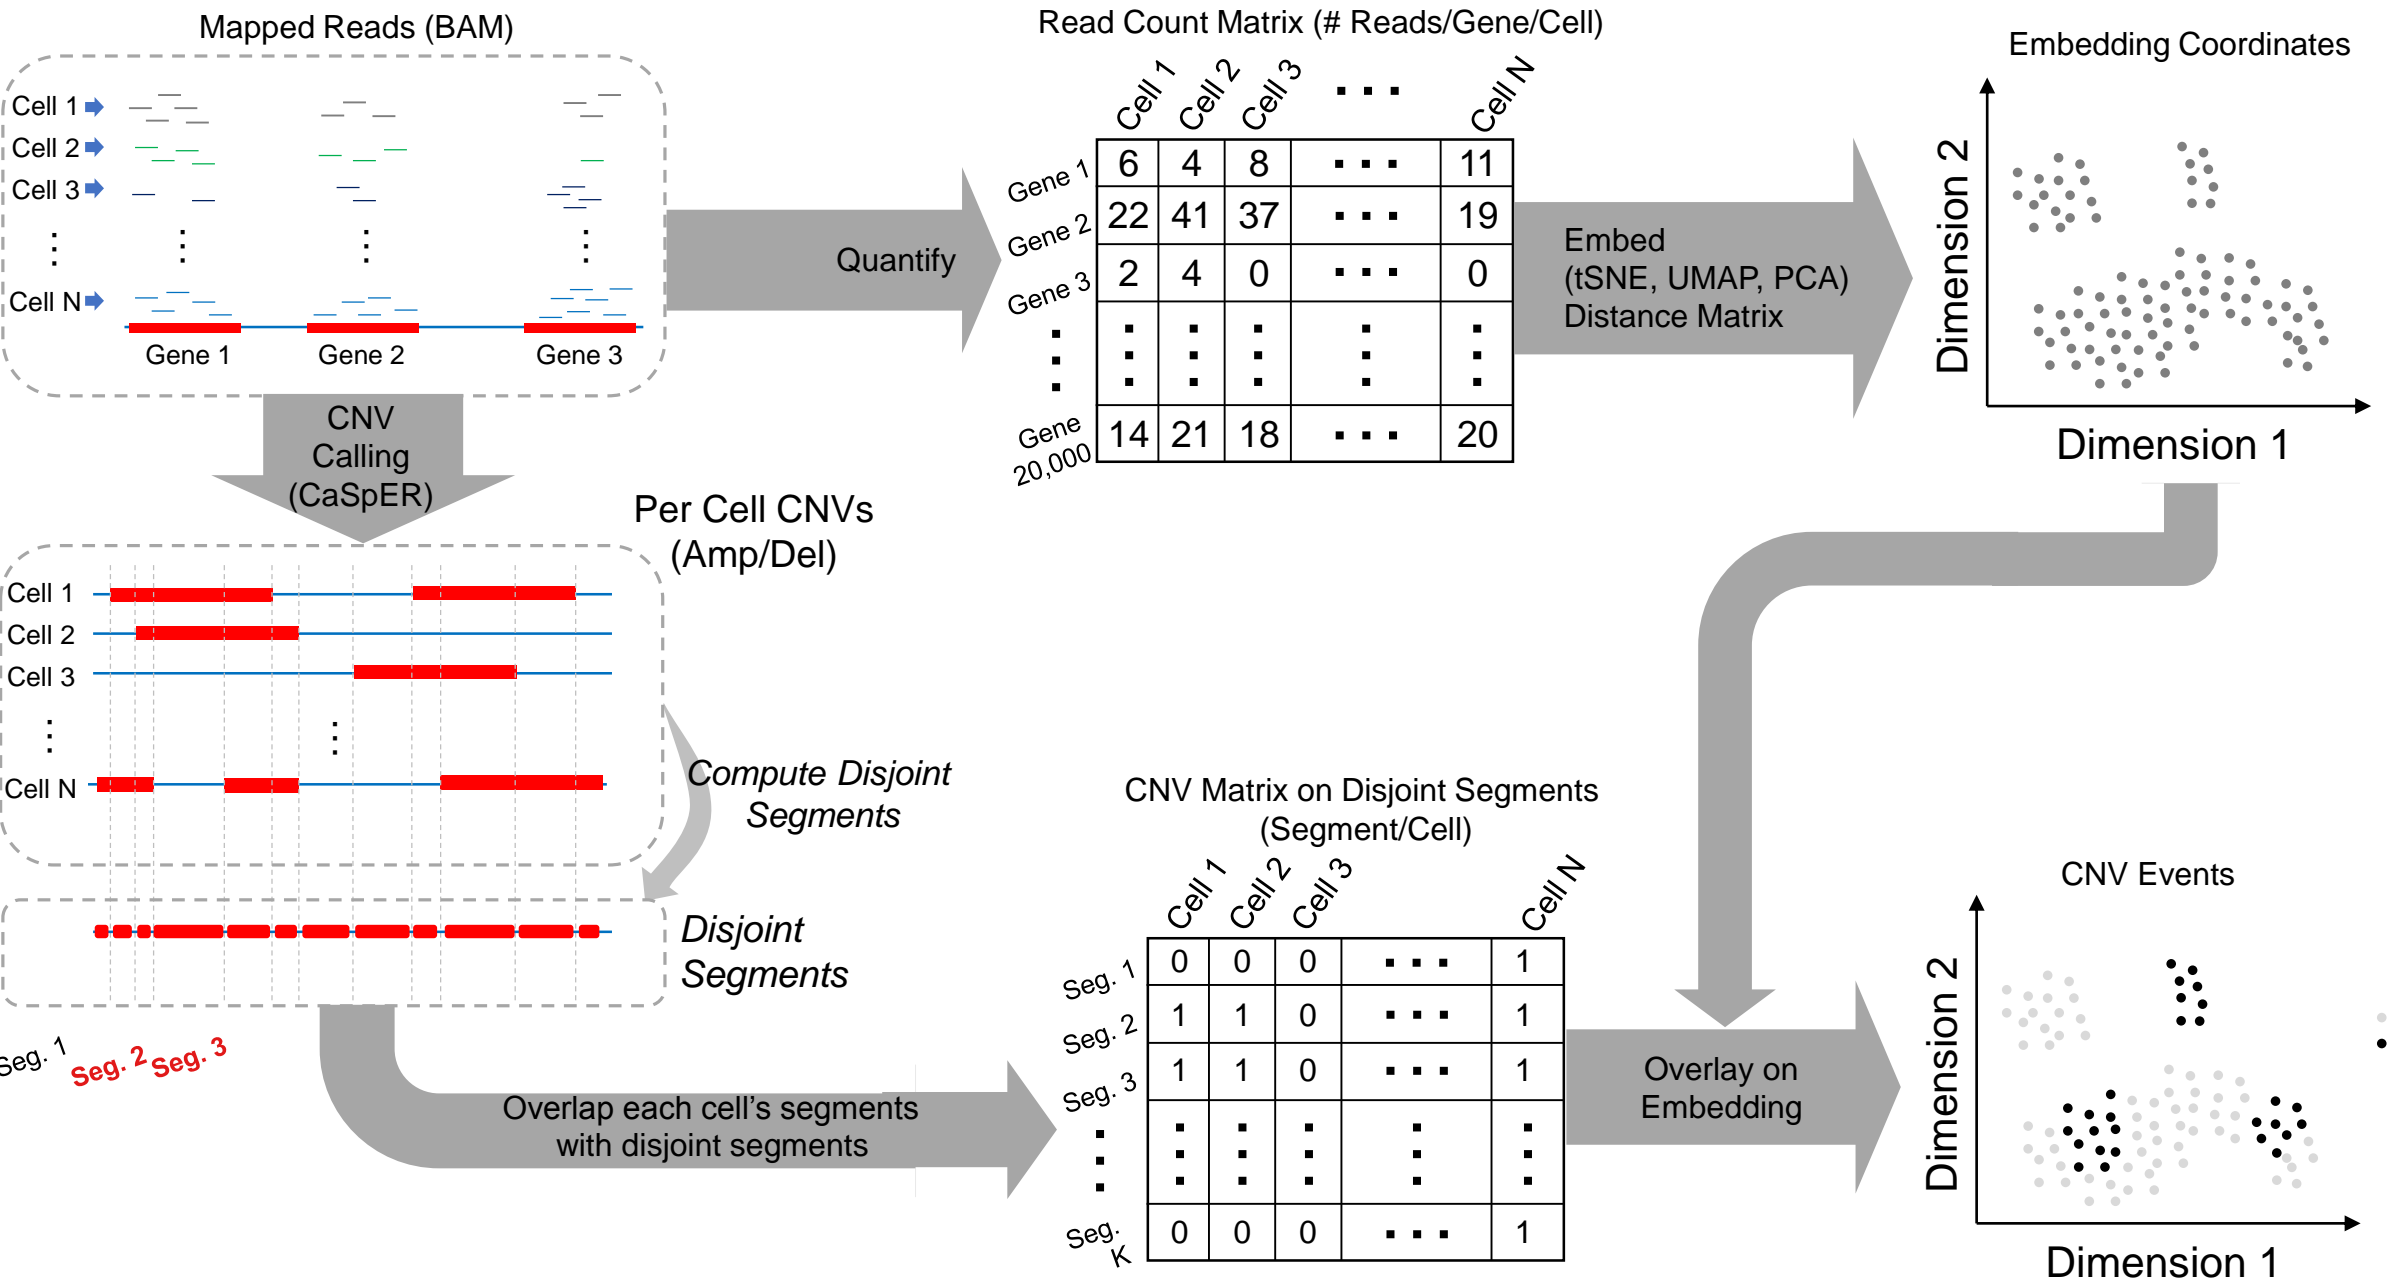 Mapped Reads (BAM)
Cell 1
Cell 2
Cell 3
Cell N
Gene 1 Gene 2 Gene 3
Quantify
Read Count Matrix (# Reads/Gene/Cell)
Cell 1 Cell 2 Cell 3 Cell N
Gene 1 6 4 8 11
Gene 2 22 41 37 19
Gene 3 2 4 0 0
Gene
20,000 14 21 18 20
Embed
(tSNE, UMAP, PCA)
Distance Matrix
Embedding Coordinates
Dimension 2
Dimension 1
CNV
Calling
(CaSpER)
Per Cell CNVs
(Amp/Del)
Cell 1
Cell 2
Cell 3
Cell N
Compute Disjoint
Segments
Disjoint
Segments
Seg. 1 Seg. 2 Seg. 3
Overlap each cell's segments
with disjoint segments
CNV Matrix on Disjoint Segments
(Segment/Cell)
Cell 1 Cell 2 Cell 3 Cell N
Seg. 1 0 0 0 1
Seg. 2 1 1 0 1
Seg. 3 1 1 0 1
Seg.
K 0 0 0 1
Overlay on
Embedding
CNV Events
Dimension 2
Dimension 1